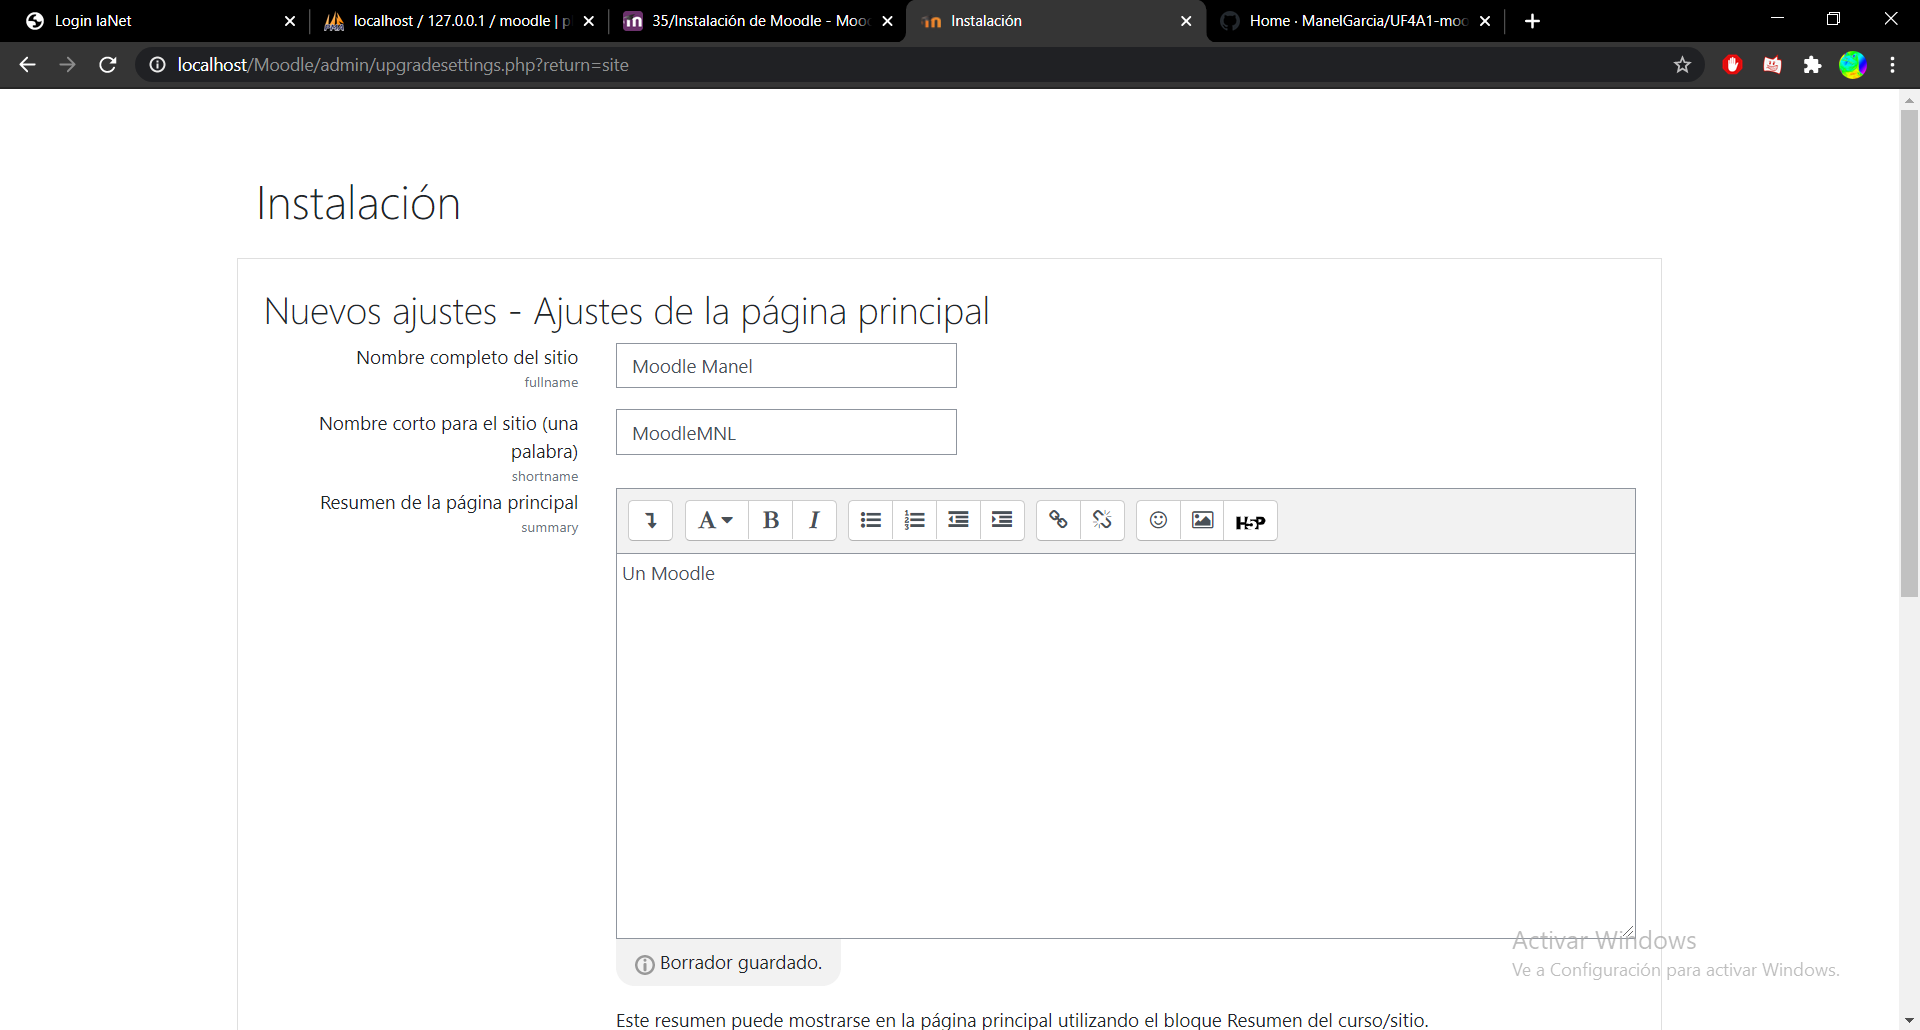 Login IaNet
localhost / 127.0.0.1 / moodle | p
35/Instalación de Moodle - Moo
Instalación
Home · ManelGarcia/UF4A1-moo
localhost/Moodle/admin/upgradesettings.php?return=site
Instalación
Nuevos ajustes - Ajustes de la página principal
Nombre completo del sitio
fullname
Moodle Manel
Nombre corto para el sitio (una
palabra)
shortname
MoodleMNL
Resumen de la página principal
summary
A B I
H5P
Un Moodle
Borrador guardado.
Este resumen puede mostrarse en la página principal utilizando el bloque Resumen del curso/sitio.
Activar Windows
Ve a Configuración para activar Windows.